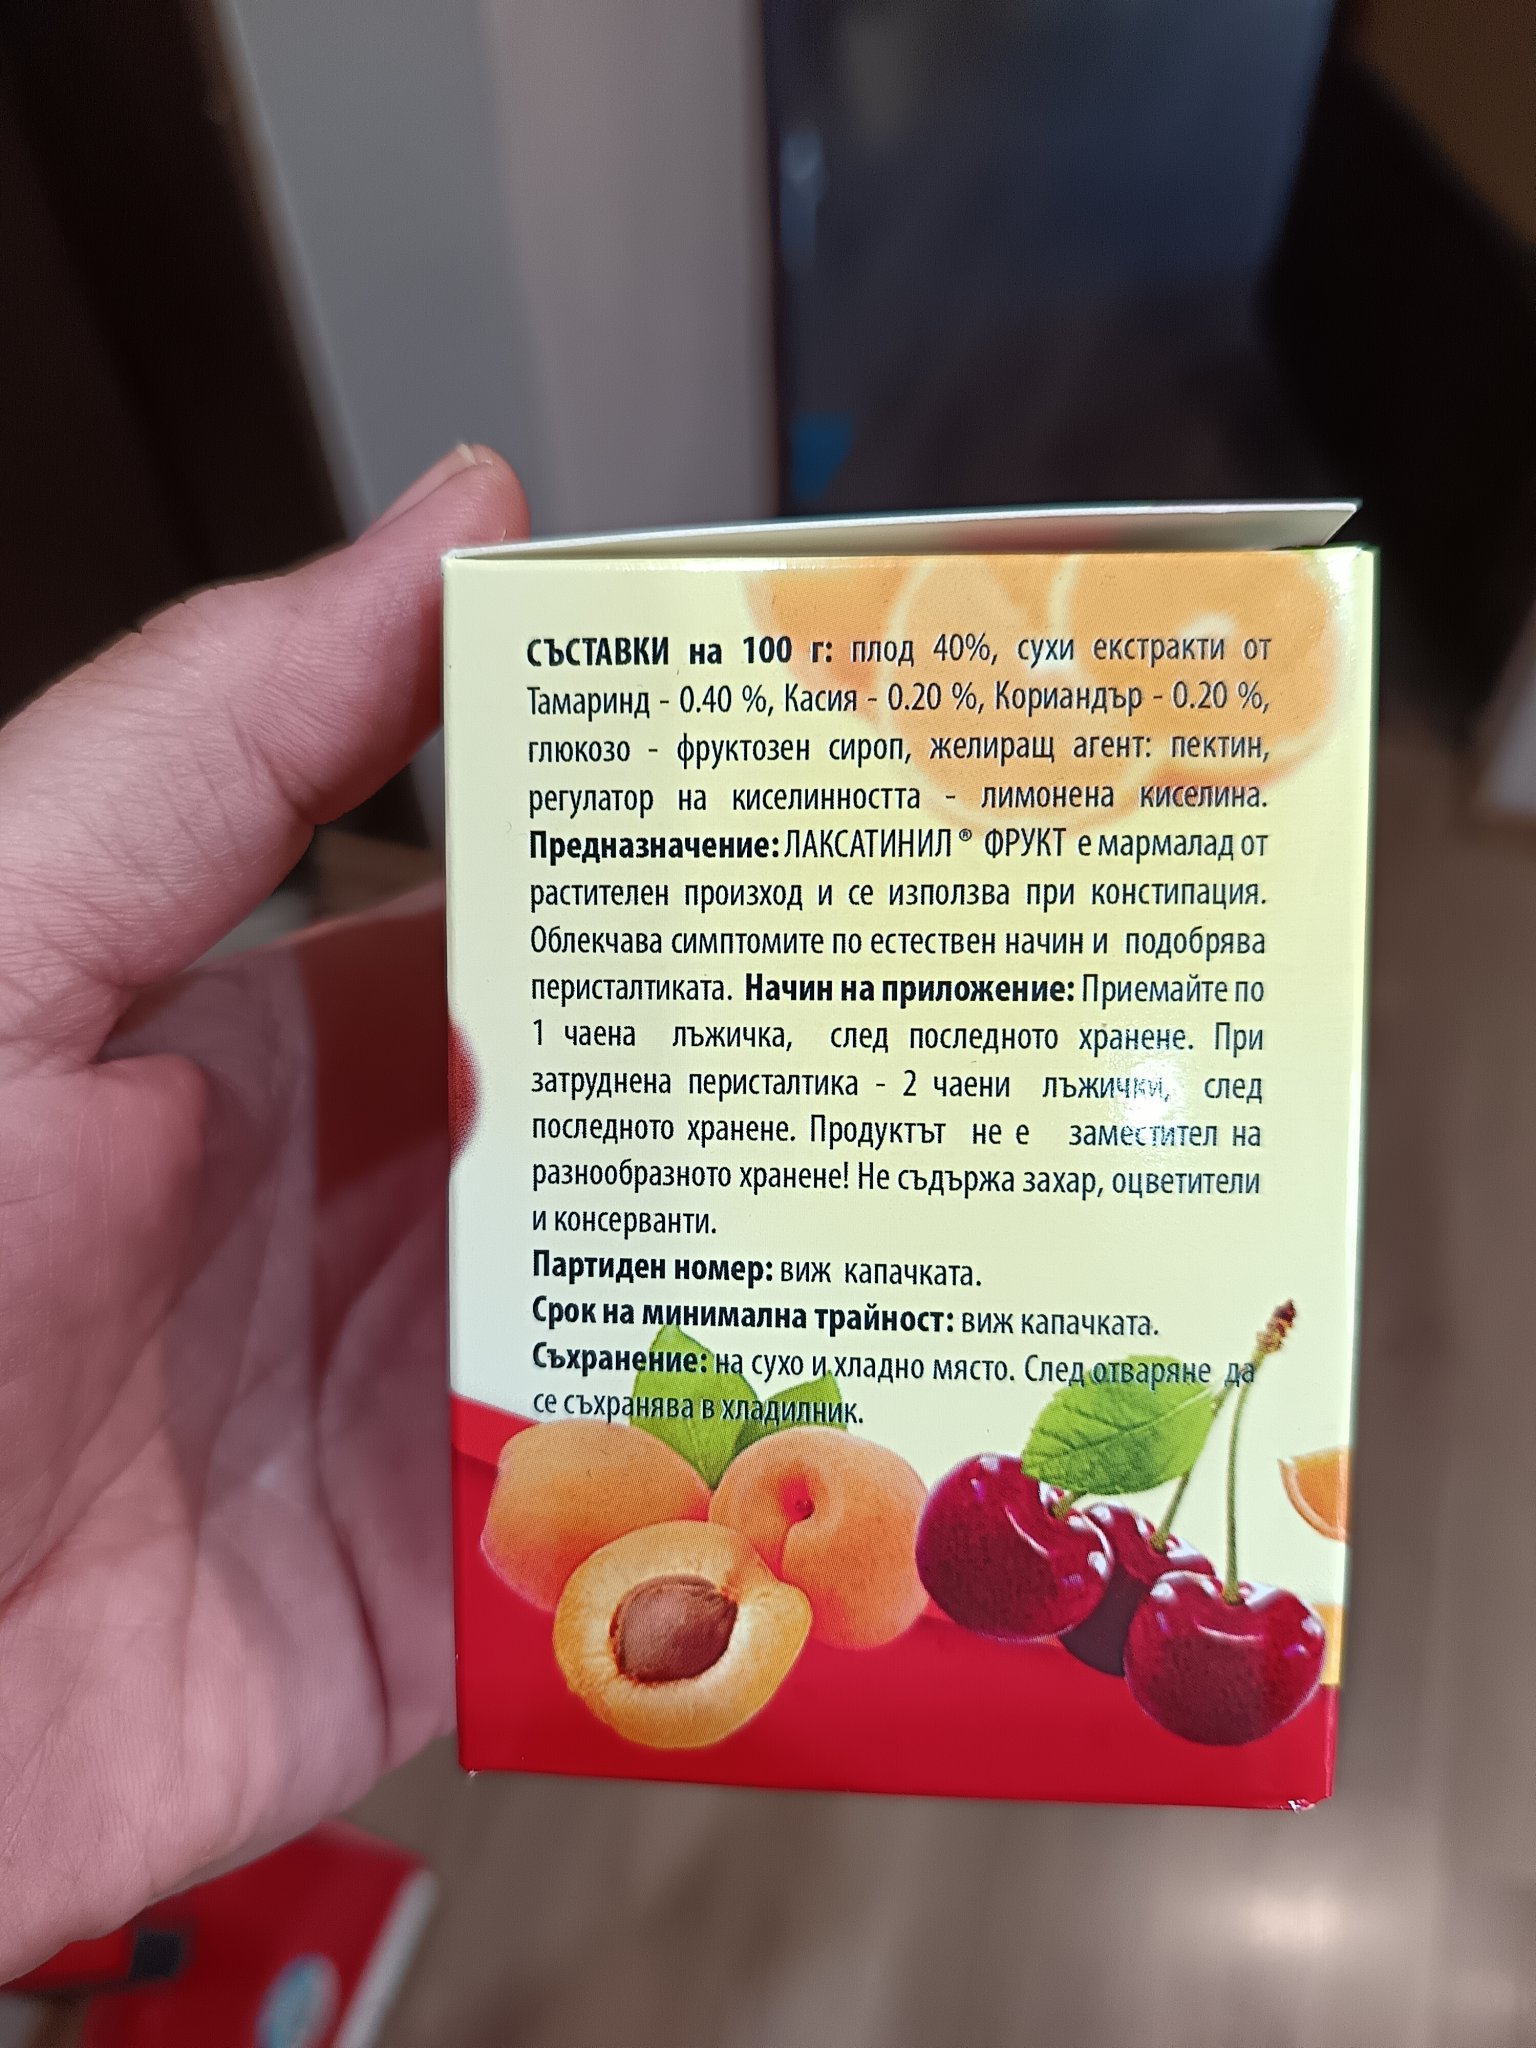 СЪСТАВКИ на 100 г: плод 40%, сухи екстракти от
Тамаринд - 0.40 %, Касия - 0.20 %, Кориандър - 0.20 %,
глюкозо - фруктозен сироп, желиращ агент: пектин,
регулатор на киселинността - лимонена киселина.
Предназначение: ЛАКСАТИНИЛ® ФРУКТ е мармалад от
растителен произход и се използва при констипация.
Облекчава симптомите по естествен начин и подобрява
перисталтиката. Начин на приложение: Приемайте по
1 чаена лъжичка, след последното хранене. При
затруднена перисталтика - 2 чаени лъжички, след
последното хранене. Продуктът не е заместител на
разнообразното хранене! Не съдържа захар, оцветители
и консерванти.
Партиден номер: виж капачката.
Срок на минимална трайност: виж капачката.
Съхранение: на сухо и хладно място. След отваряне да
се съхранява в хладилник.